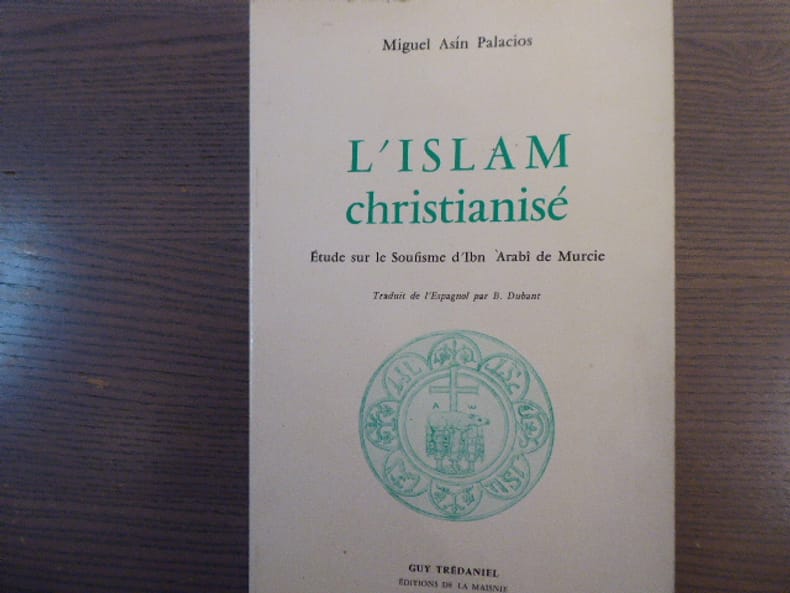 Miguel Asín Palacios
L'ISLAM
christianisé
Étude sur le Soufisme d'Ibn 'Arabî de Murcie
Traduit de l'Espagnol par B. Dubant
A ω
GUY TRÉDANIEL
ÉDITIONS DE LA MAISNIE